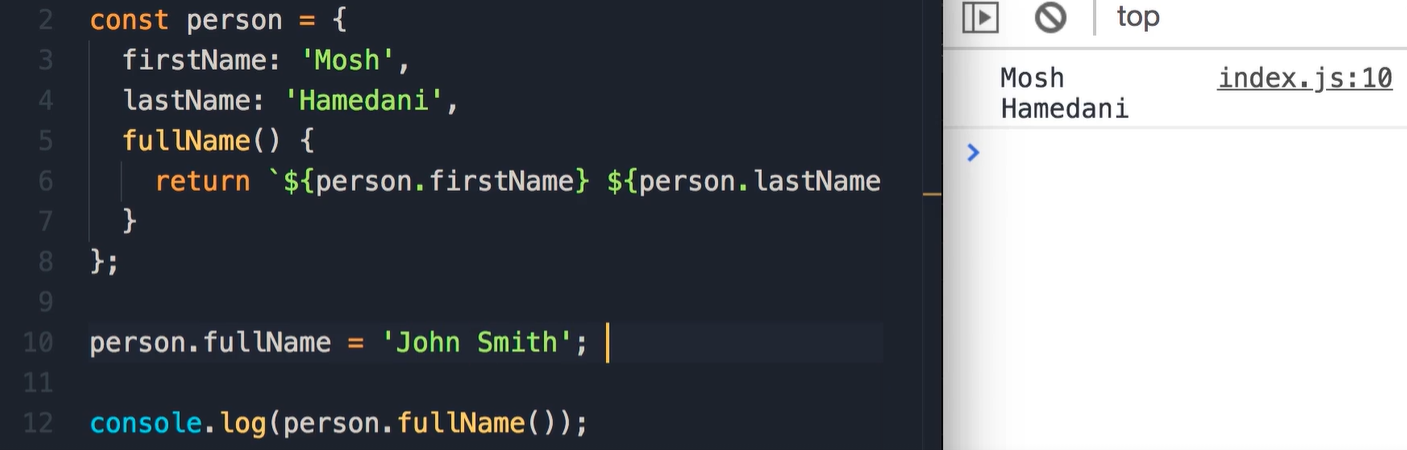 2 const person = {
3 firstName: 'Mosh',
4 lastName: 'Hamedani',
5 fullName() {
6 return `${person.firstName} ${person.lastName
7 }
8 };
9
10 person.fullName = 'John Smith';
11
12 console.log(person.fullName());
top
Mosh index.js:10
Hamedani